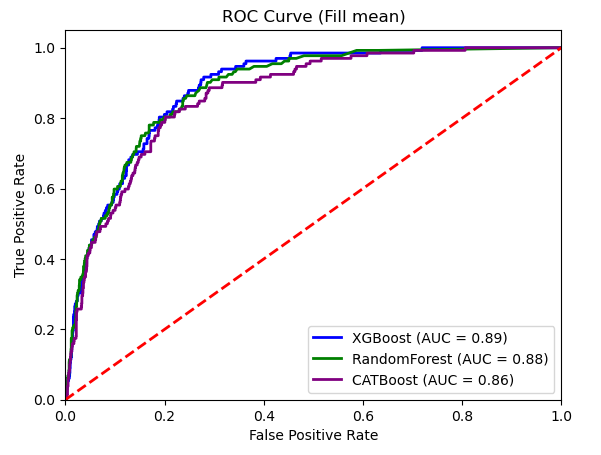 ROC Curve (Fill mean)
1.0
0.8
0.6
0.4
0.2
0.0
True Positive Rate
XGBoost (AUC = 0.89)
RandomForest (AUC = 0.88)
CATBoost (AUC = 0.86)
0.0 0.2 0.4 0.6 0.8 1.0
False Positive Rate